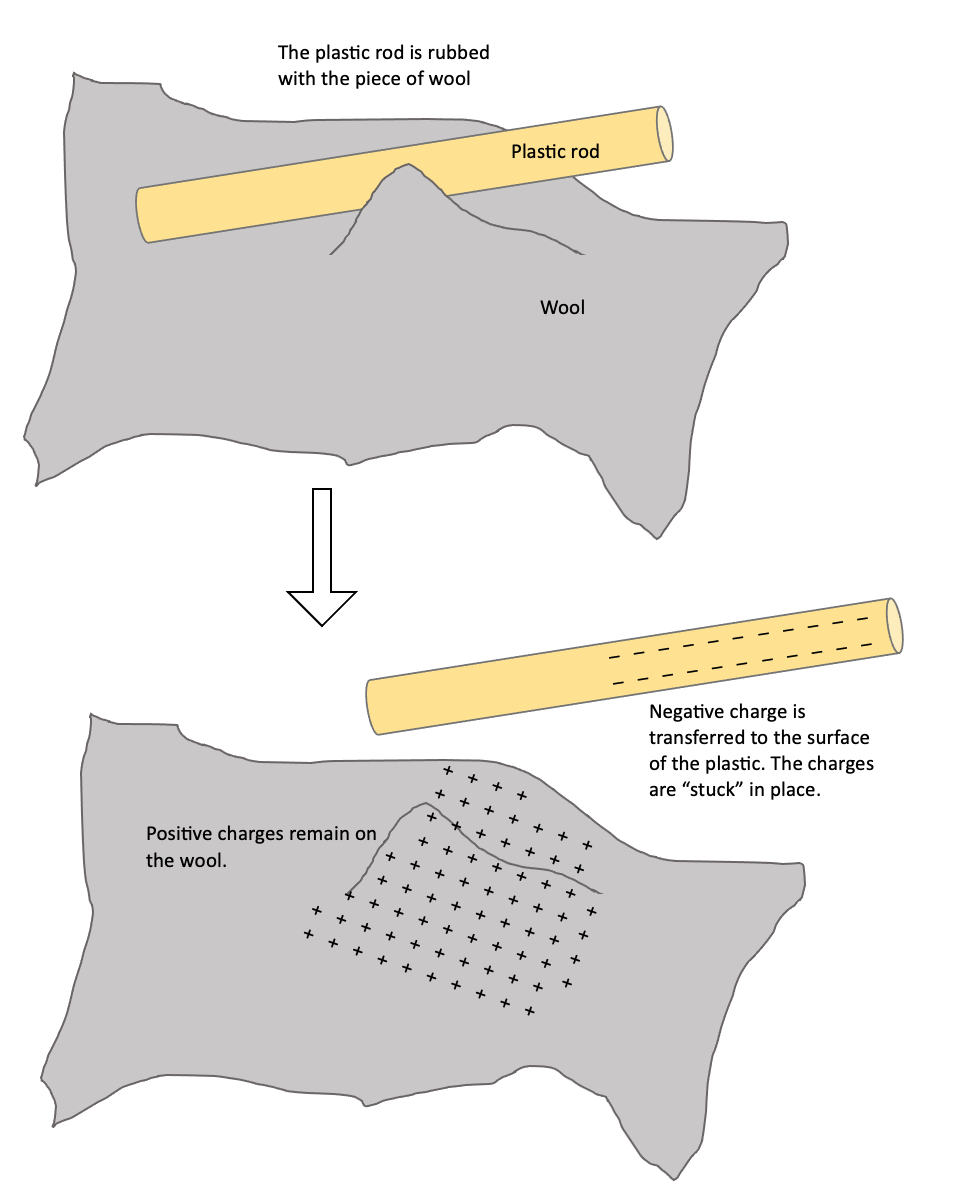 The plastic rod is rubbed
with the piece of wool
Plastic rod
Wool
Negative charge is
transferred to the surface
of the plastic. The charges
are “stuck” in place.
Positive charges remain on
the wool.